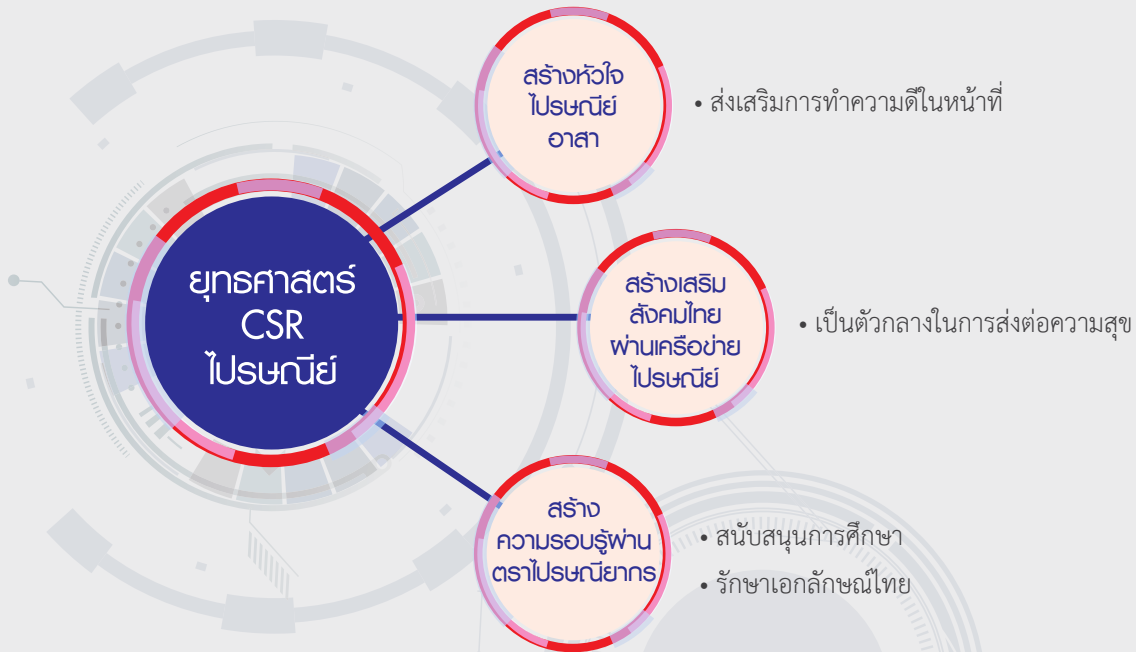 สร้างหัวใจ
ไปรษณีย์
อาสา
• ส่งเสริมการทำความดีในหน้าที่
ยุทธศาสตร์
CSR
ไปรษณีย์
สร้างเสริม
สังคมไทย
ผ่านเครือข่าย
ไปรษณีย์
• เป็นตัวกลางในการส่งต่อความสุข
สร้าง
ความรอบรู้ผ่าน
ตราไปรษณียากร
• สนับสนุนการศึกษา
• รักษาเอกลักษณ์ไทย